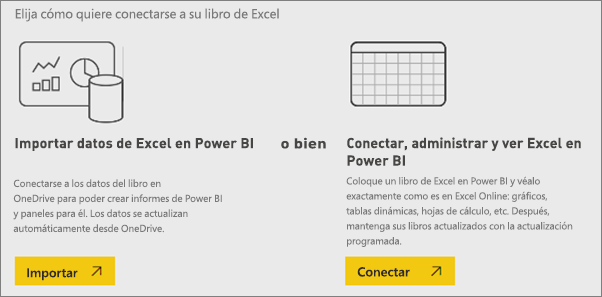 Elija cómo quiere conectarse a su libro de Excel
Importar datos de Excel en Power BI
Conectarse a los datos del libro en
OneDrive para poder crear informes de Power BI
y paneles para él. Los datos se actualizan
automáticamente desde OneDrive.
Importar
o bien
Conectar, administrar y ver Excel en
Power BI
Coloque un libro de Excel en Power BI y véalo
exactamente como es en Excel Online: gráficos,
tablas dinámicas, hojas de cálculo, etc. Después,
mantenga sus libros actualizados con la actualización
programada.
Conectar